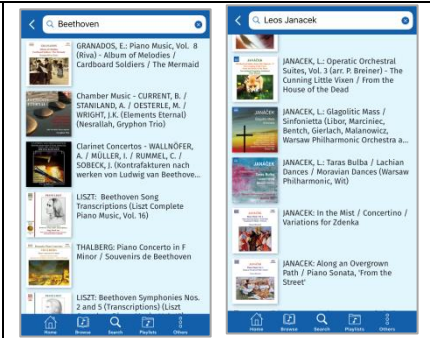 Beethoven
GRANADOS, E.: Piano Music, Vol. 8
(Riva) - Album of Melodies /
Cardboard Soldiers / The Mermaid
Chamber Music - CURRENT, B. /
STANILAND, A. / OESTERLE, M. /
WRIGHT, J.K. (Elements Eternal)
(Nesrallah, Gryphon Trio)
Clarinet Concertos - WALLNÖFER,
A. / MÜLLER, I. / RUMMEL, C. /
SOBECK, J. (Kontrafakturen nach
werken von Ludwig van Beethove...
LISZT: Beethoven Song
Transcriptions (Liszt Complete
Piano Music, Vol. 16)
THALBERG: Piano Concerto in F
Minor / Souvenirs de Beethoven
LISZT: Beethoven Symphonies Nos.
2 and 5 (Transcriptions) (Liszt
Home Browse Search Playlists Others
Leos Janacek
JANACEK, L.: Operatic Orchestral
Suites, Vol. 3 (arr. P. Breiner) - The
Cunning Little Vixen / From the
House of the Dead
JANACEK, L.: Glagolitic Mass /
Sinfonietta (Libor, Marciniec,
Bentch, Gierlach, Malanowicz,
Warsaw Philharmonic Orchestra a...
JANACEK, L.: Taras Bulba / Lachian
Dances / Moravian Dances (Warsaw
Philharmonic, Wit)
JANACEK: In the Mist / Concertino /
Variations for Zdenka
JANACEK: Along an Overgrown
Path / Piano Sonata, 'From the
Street'
Home Browse Search Playlists Others